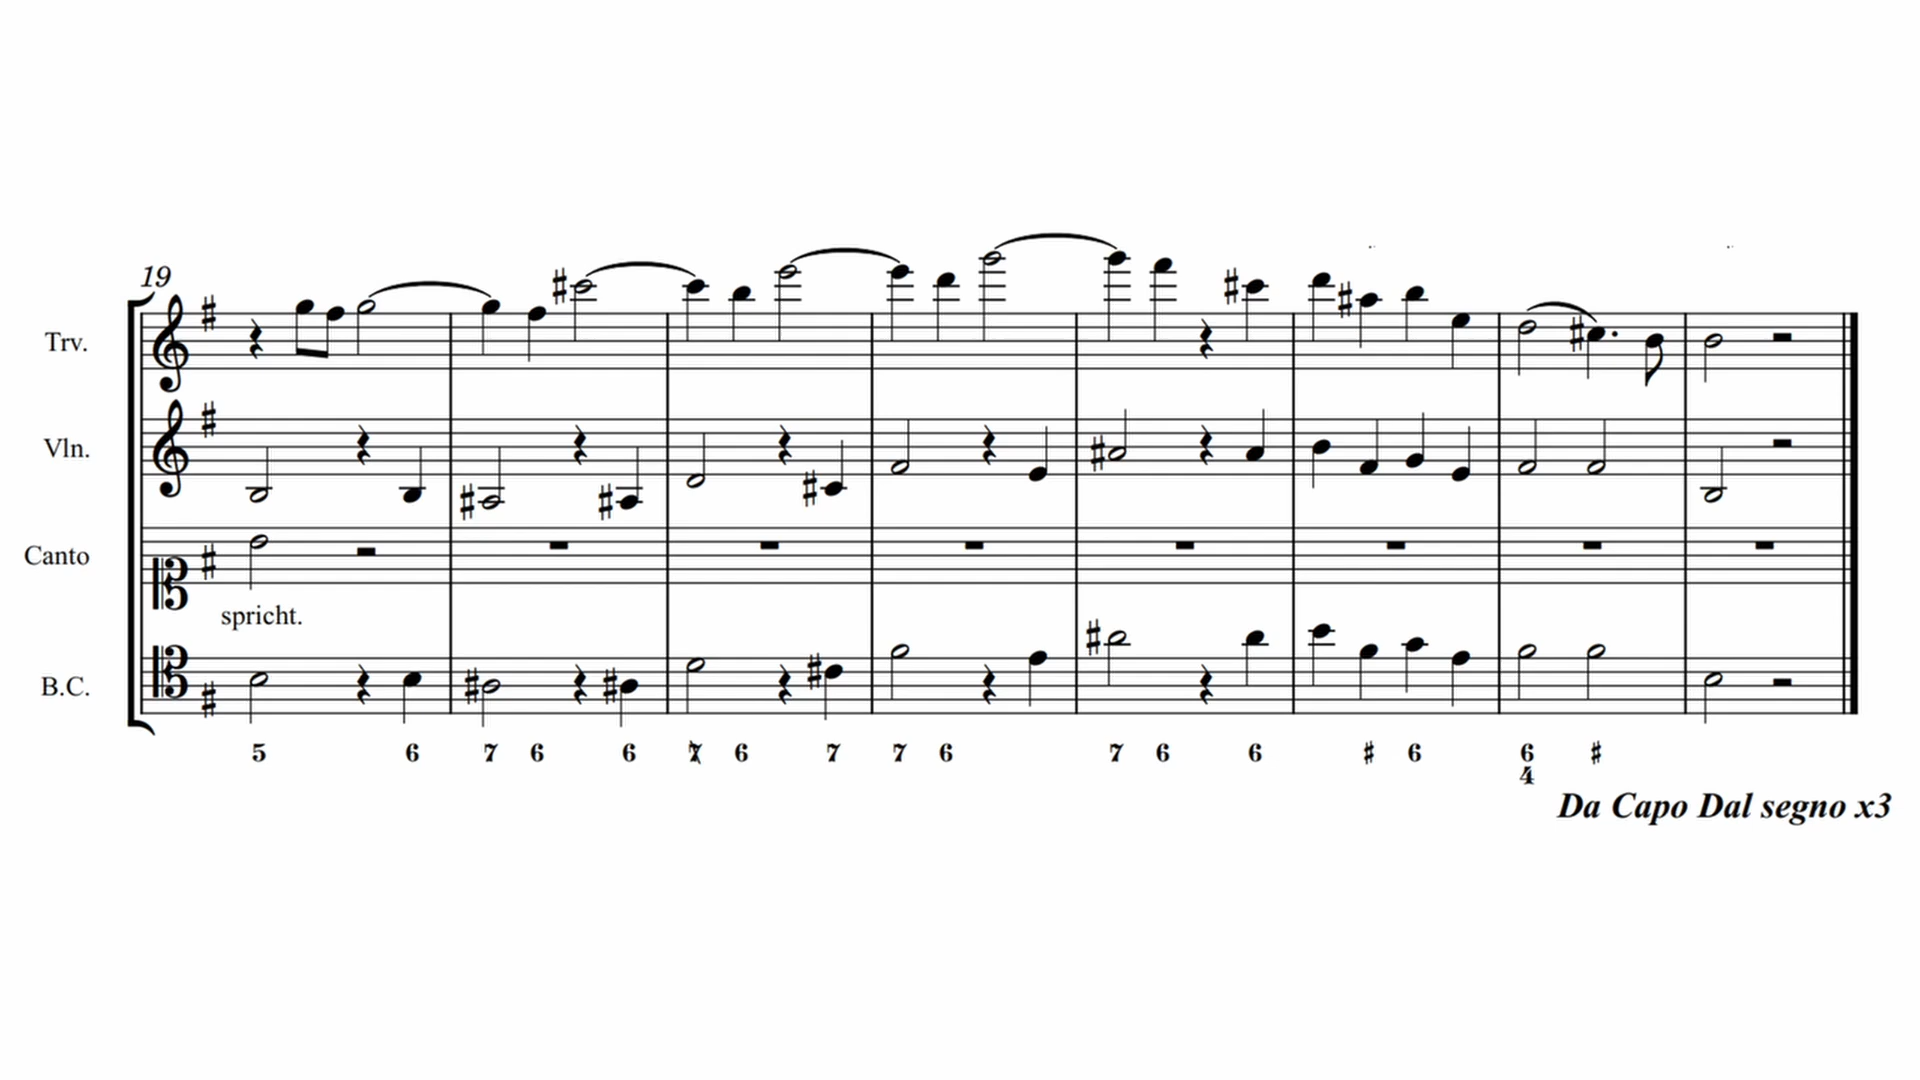 19
Trv.
Vln.
Canto
spricht.
B.C.
5 6 7 6 6 7 6 7 7 6 7 6 6 ♯ 6 6 ♯
4
Da Capo Dal segno x3